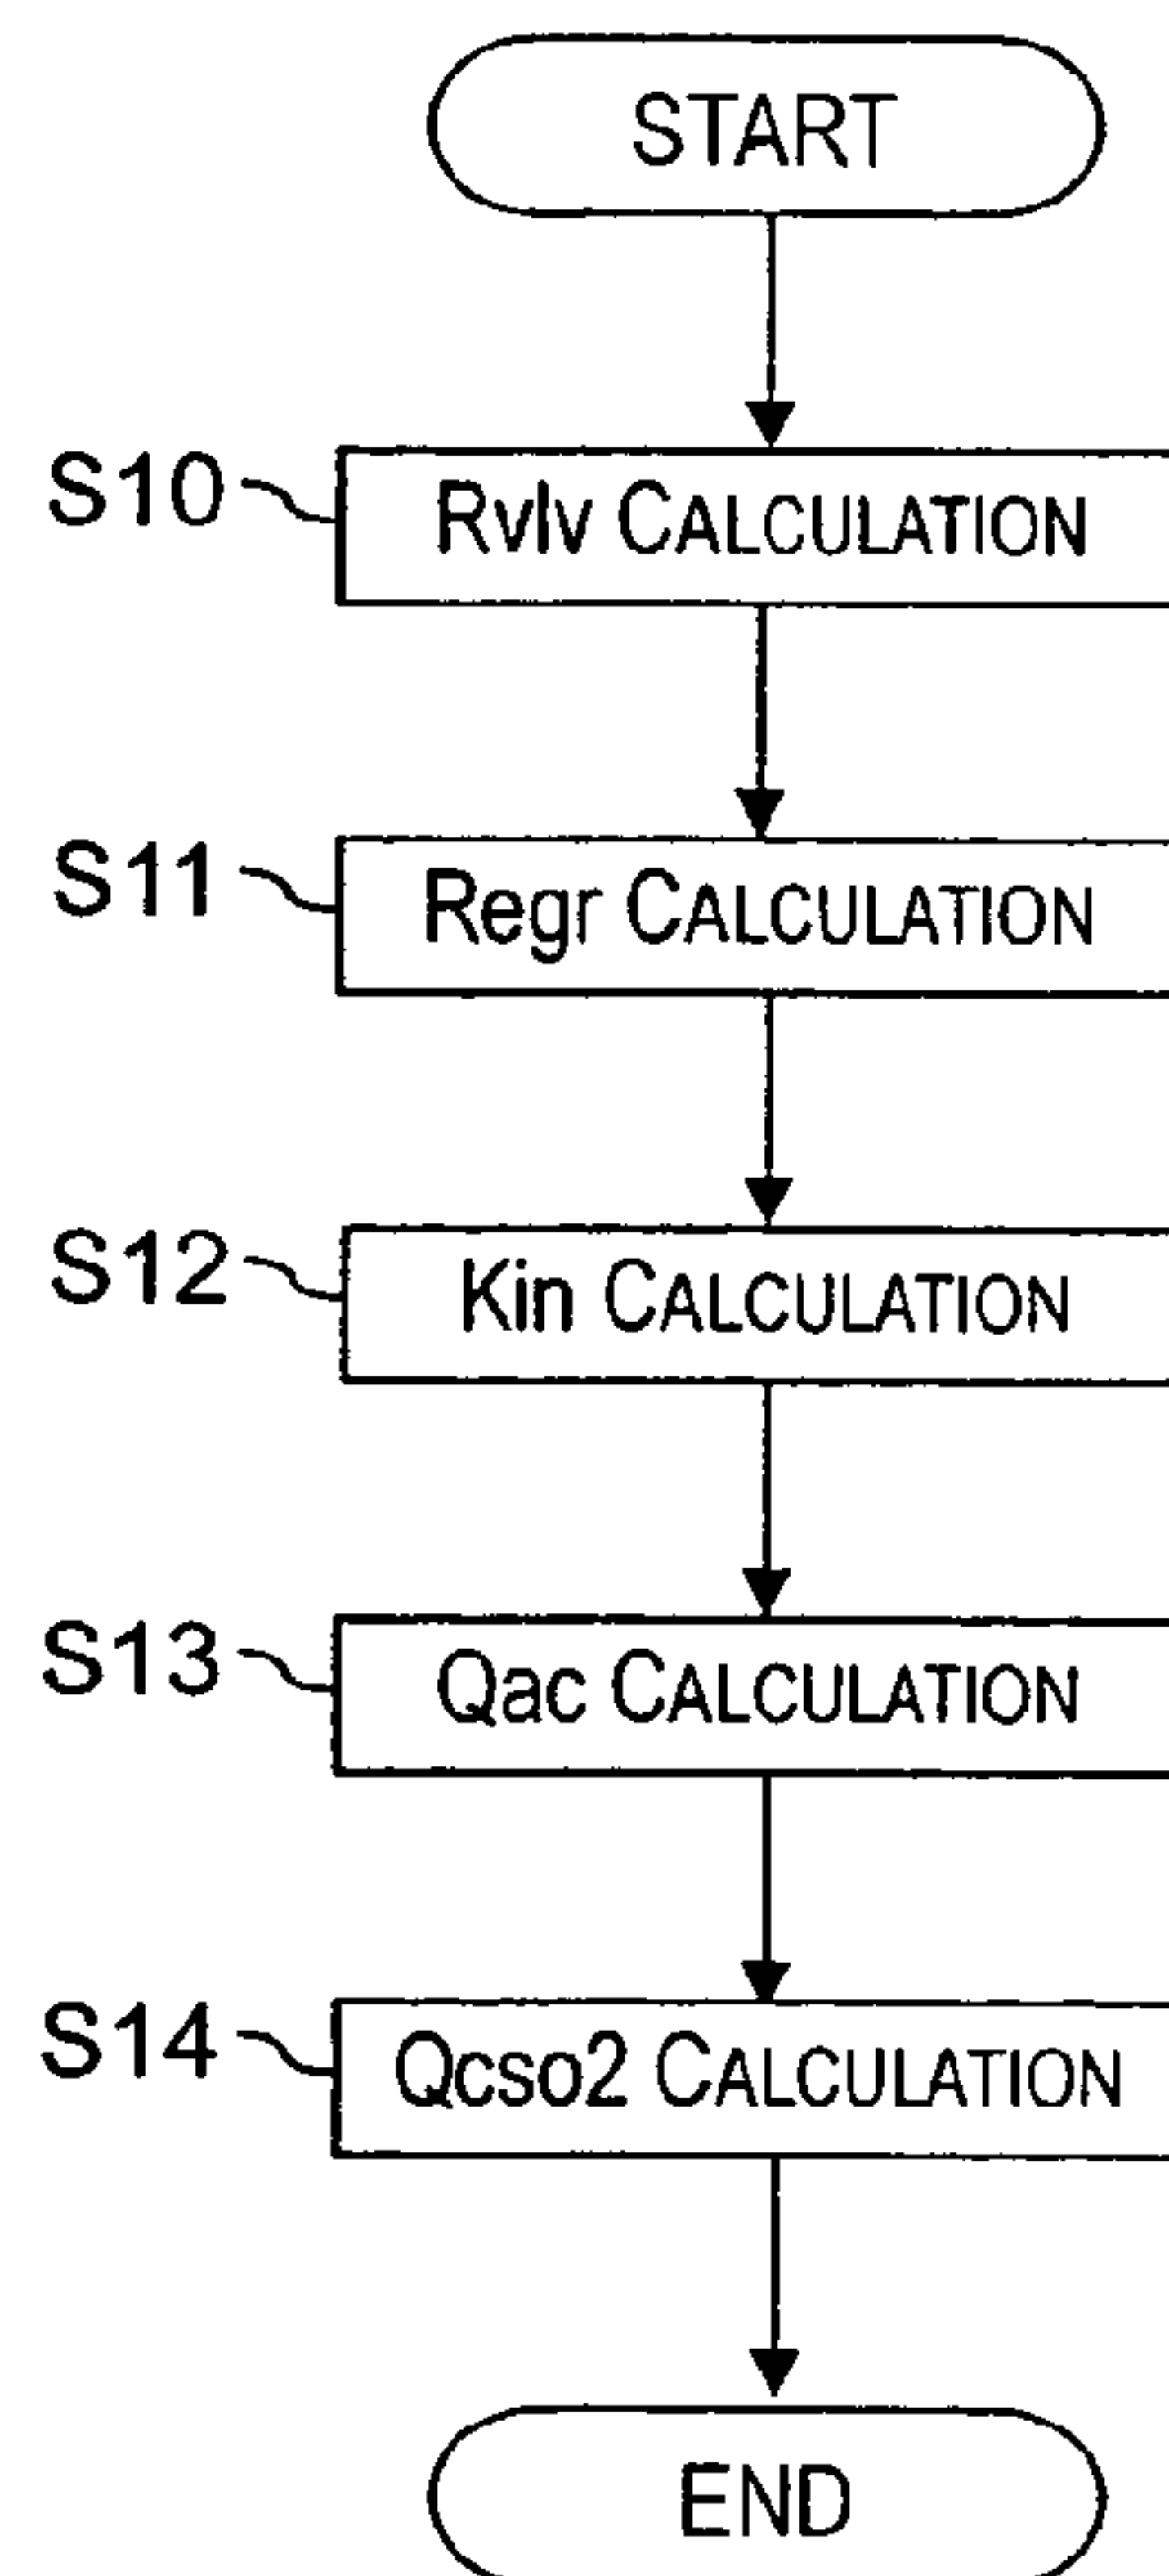 START
S10 Rvlv CALCULATION
S11 Regr CALCULATION
S12 Kin CALCULATION
S13 Qac CALCULATION
S14 Qcso2 CALCULATION
END